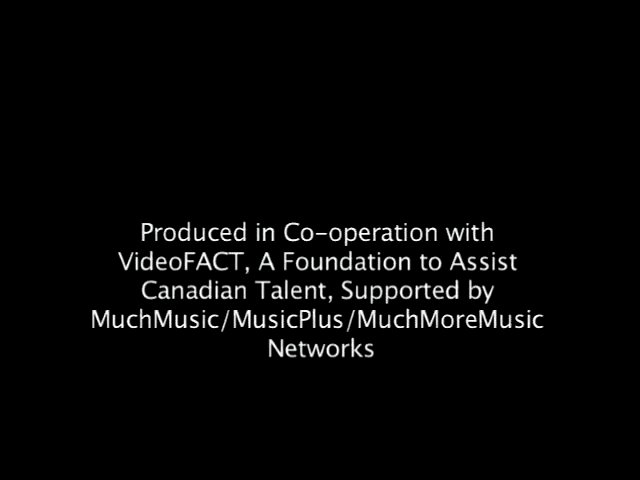 Produced in Co-operation with
VideoFACT, A Foundation to Assist
Canadian Talent, Supported by
MuchMusic/MusicPlus/MuchMoreMusic
Networks